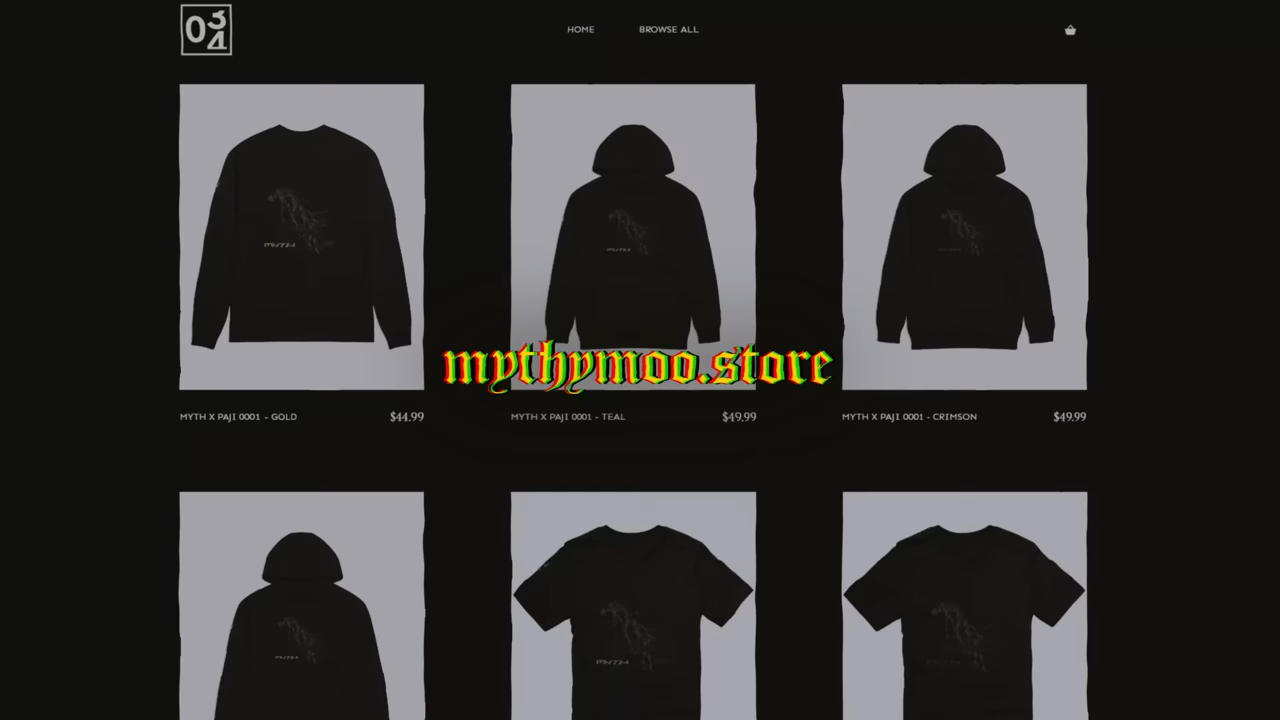 034
HOME BROWSE ALL
mythymoo.store
MYTH X PAJI 0001 - GOLD $44.99
MYTH X PAJI 0001 - TEAL $49.99
MYTH X PAJI 0001 - CRIMSON $49.99